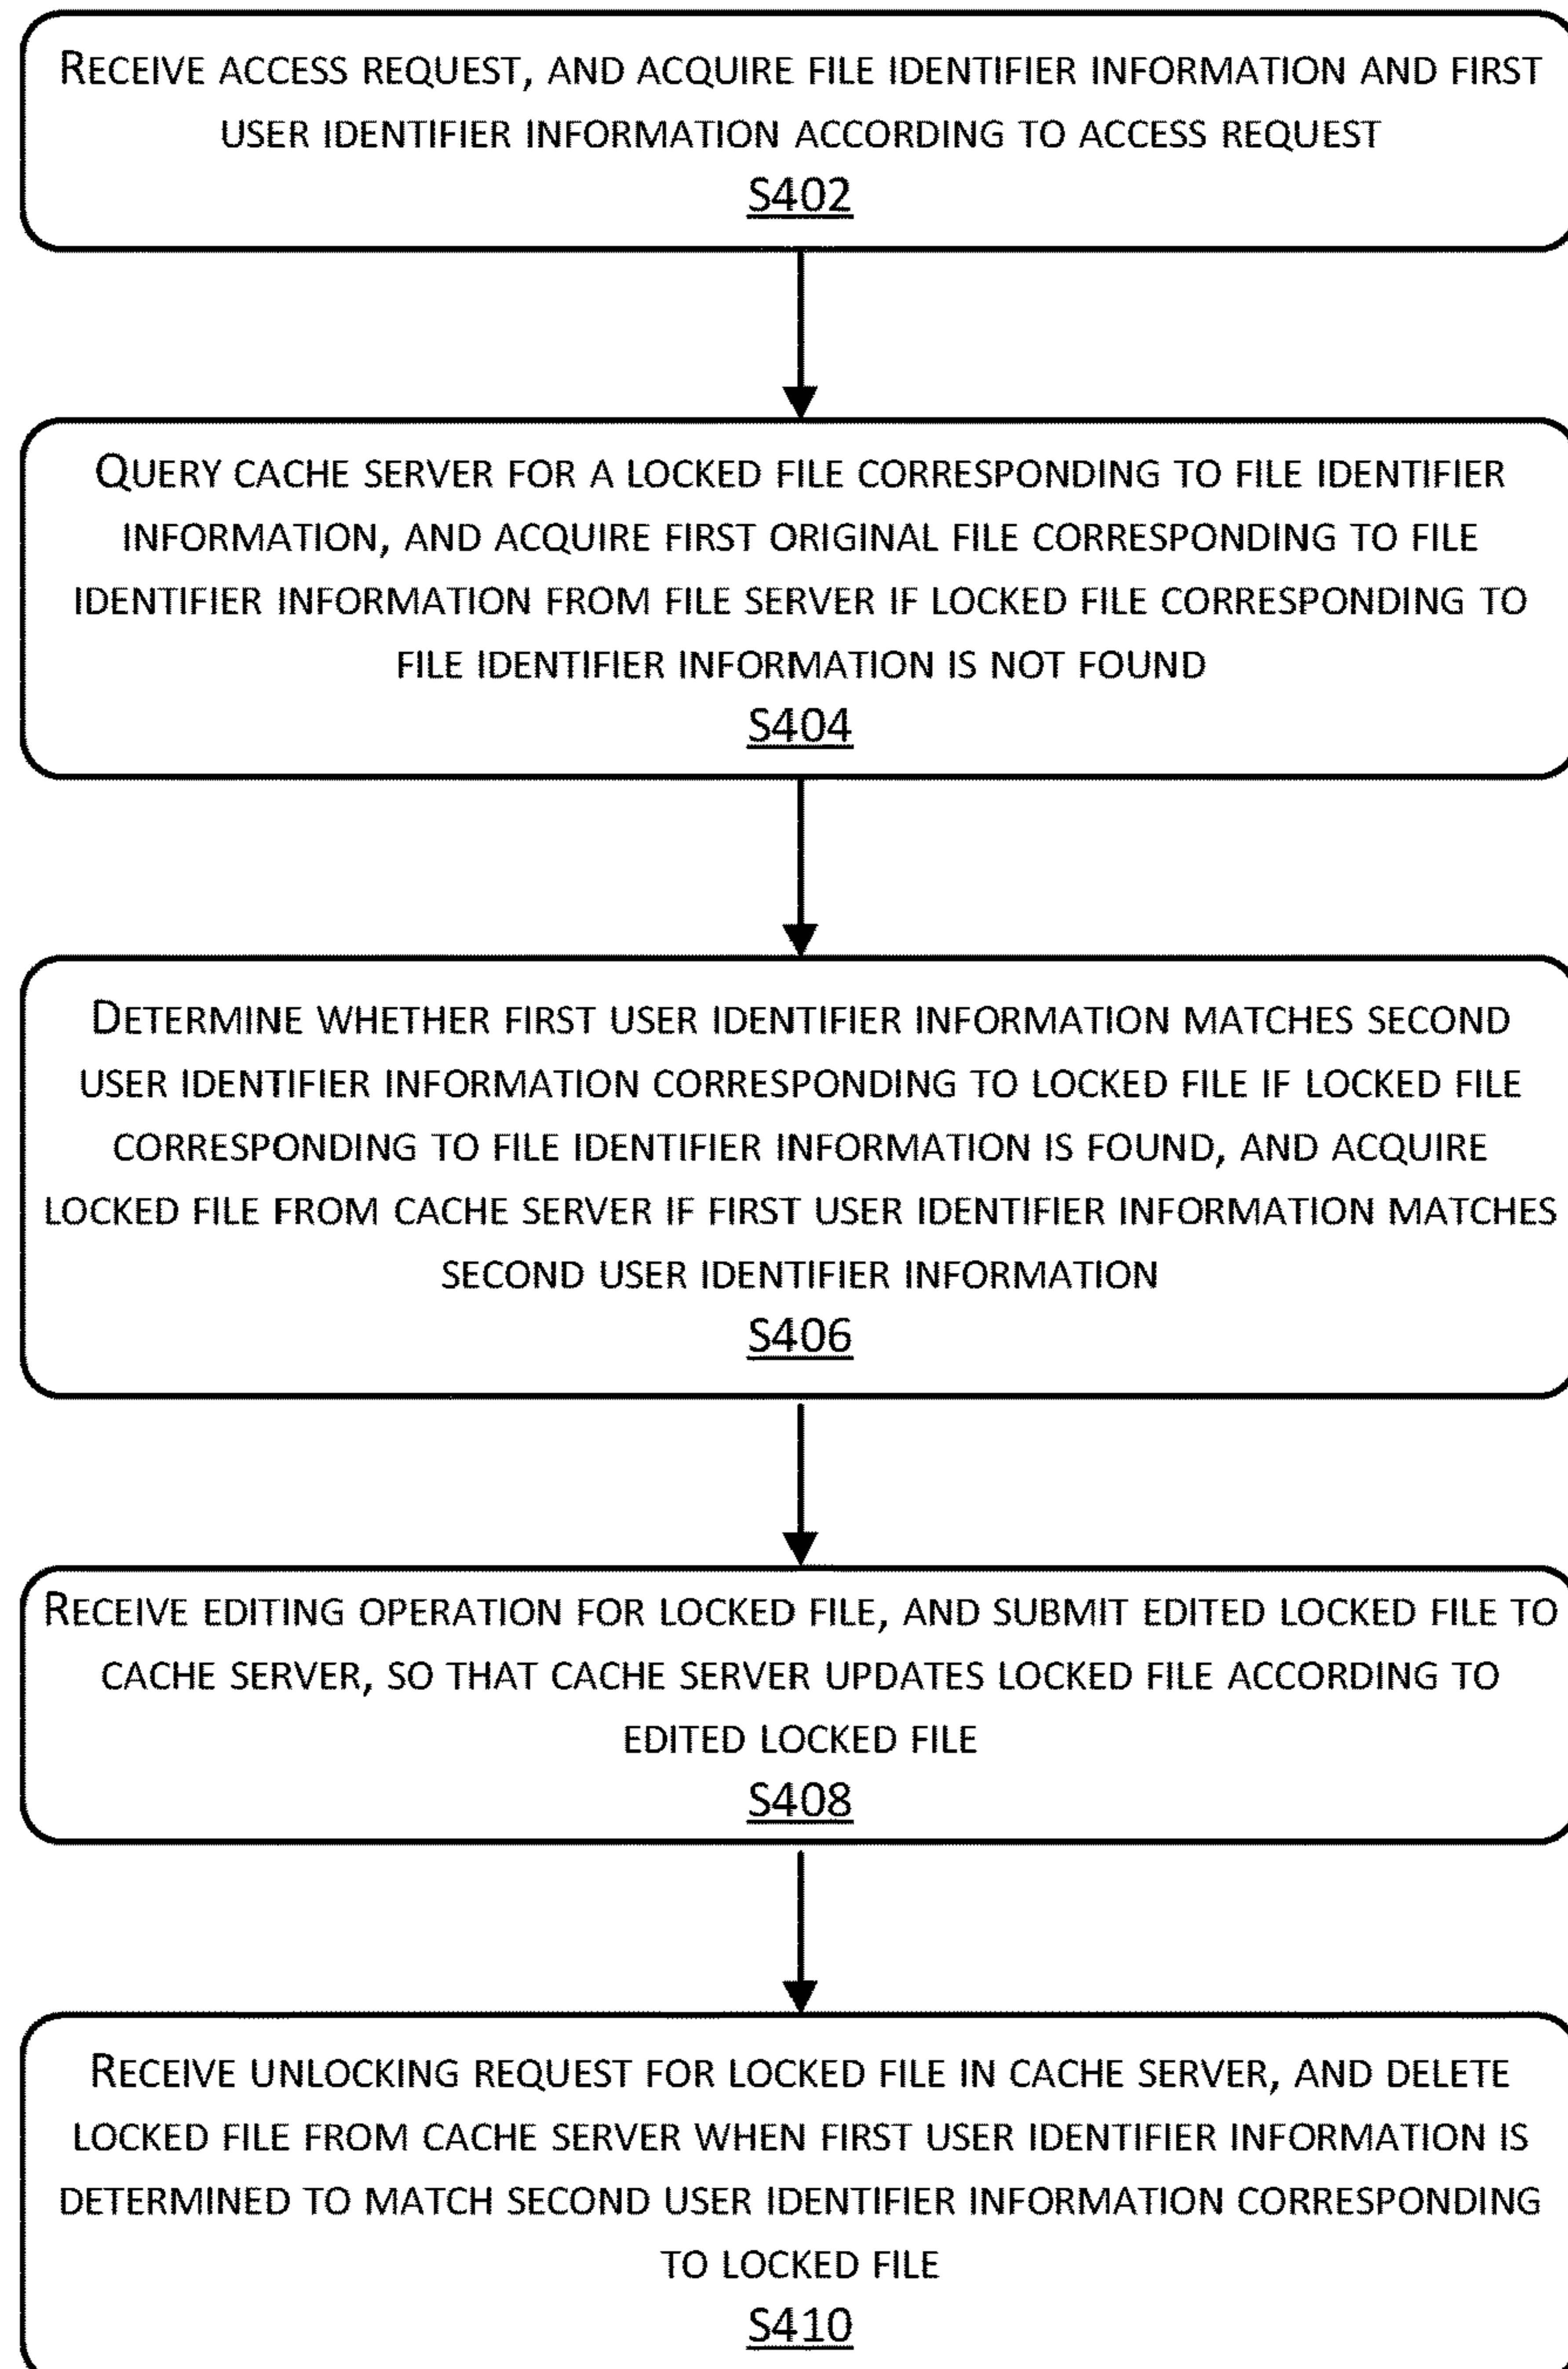 RECEIVE ACCESS REQUEST, AND ACQUIRE FILE IDENTIFIER INFORMATION AND FIRST
USER IDENTIFIER INFORMATION ACCORDING TO ACCESS REQUEST
S402
QUERY CACHE SERVER FOR A LOCKED FILE CORRESPONDING TO FILE IDENTIFIER
INFORMATION, AND ACQUIRE FIRST ORIGINAL FILE CORRESPONDING TO FILE
IDENTIFIER INFORMATION FROM FILE SERVER IF LOCKED FILE CORRESPONDING TO
FILE IDENTIFIER INFORMATION IS NOT FOUND
S404
DETERMINE WHETHER FIRST USER IDENTIFIER INFORMATION MATCHES SECOND
USER IDENTIFIER INFORMATION CORRESPONDING TO LOCKED FILE IF LOCKED FILE
CORRESPONDING TO FILE IDENTIFIER INFORMATION IS FOUND, AND ACQUIRE
LOCKED FILE FROM CACHE SERVER IF FIRST USER IDENTIFIER INFORMATION MATCHES
SECOND USER IDENTIFIER INFORMATION
S406
RECEIVE EDITING OPERATION FOR LOCKED FILE, AND SUBMIT EDITED LOCKED FILE TO
CACHE SERVER, SO THAT CACHE SERVER UPDATES LOCKED FILE ACCORDING TO
EDITED LOCKED FILE
S408
RECEIVE UNLOCKING REQUEST FOR LOCKED FILE IN CACHE SERVER, AND DELETE
LOCKED FILE FROM CACHE SERVER WHEN FIRST USER IDENTIFIER INFORMATION IS
DETERMINED TO MATCH SECOND USER IDENTIFIER INFORMATION CORRESPONDING
TO LOCKED FILE
S410